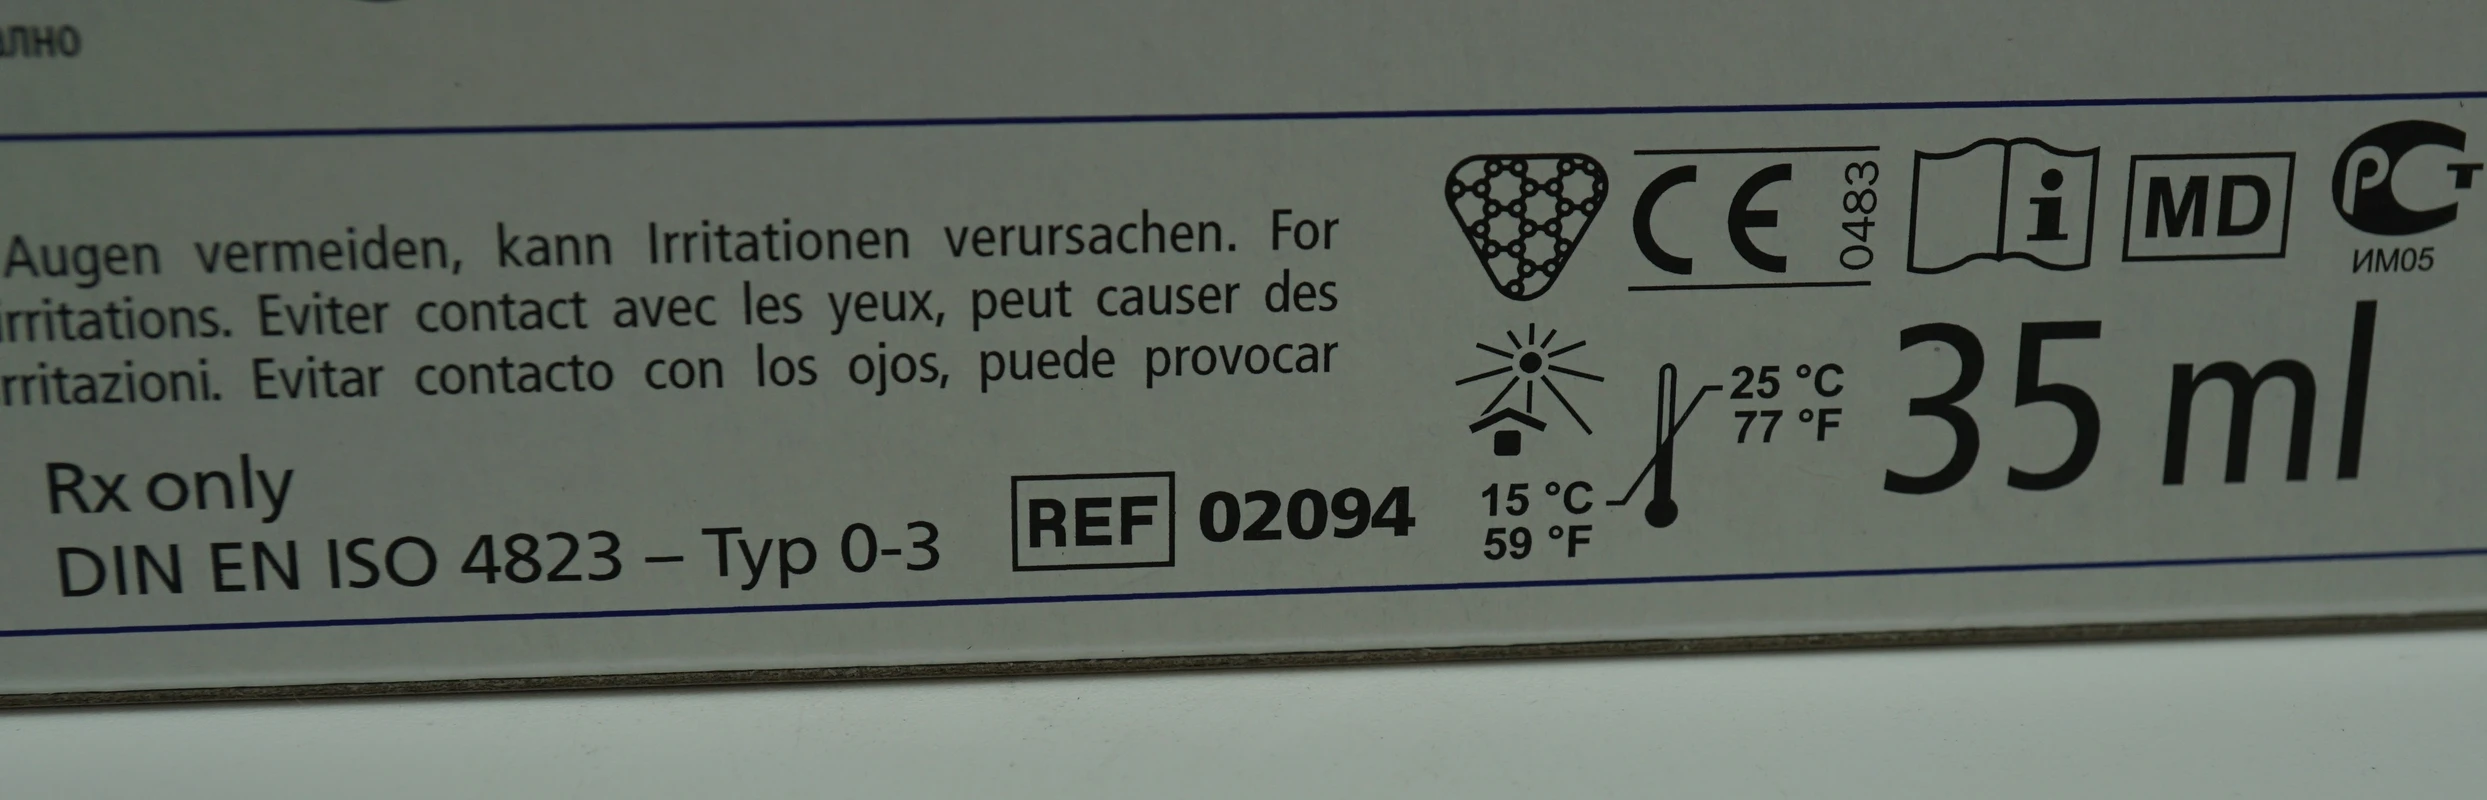 Augen vermeiden, kann Irritationen verursachen. For
irritations. Eviter contact avec les yeux, peut causer des
rritazioni. Evitar contacto con los ojos, puede provocar
Rx only
DIN EN ISO 4823 – Typ 0-3
REF 02094
CE 0483
i
MD
РСТ
ИМ05
25 °C
77 °F
15 °C
59 °F
35 ml